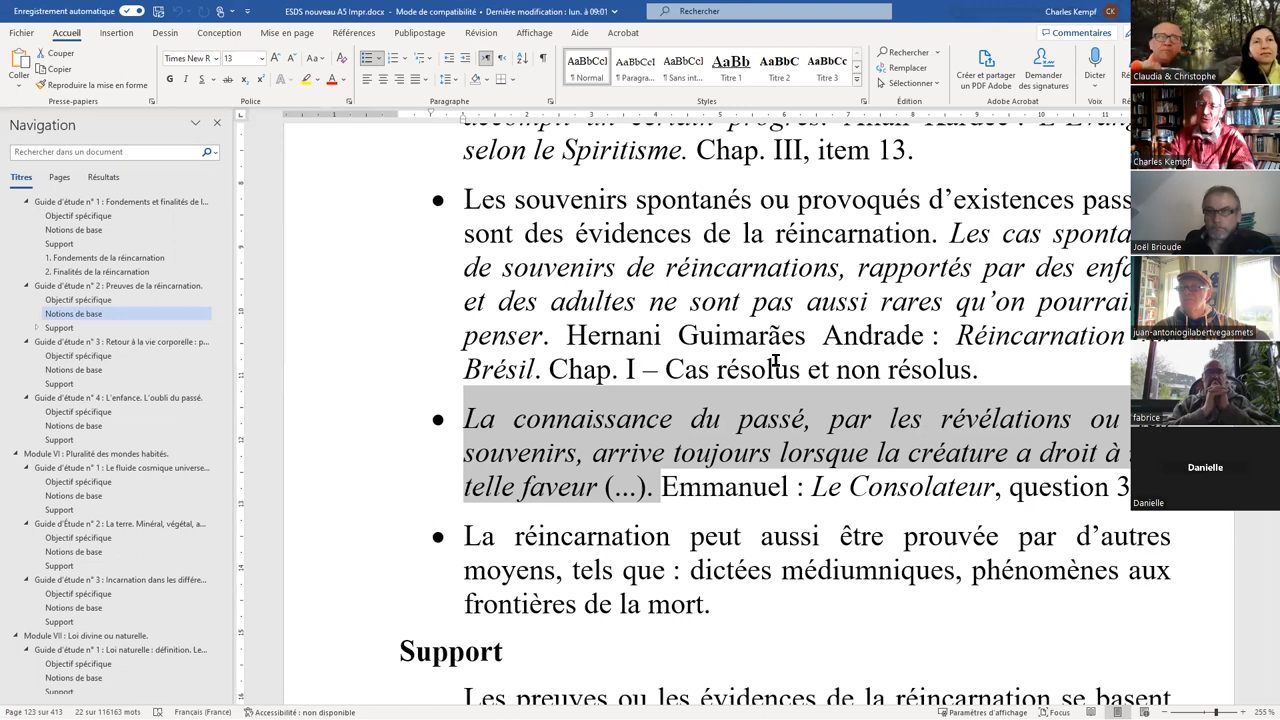 Enregistrement automatique
ESDS nouveau A5 Impr.docx - Mode de compatibilité • Dernière modification : lun. à 09:01
Rechercher
Charles Kempf
CK
Fichier Accueil Insertion Dessin Conception Mise en page Références Publipostage Révision Affichage Aide Acrobat
Commentaires
Coller
Couper
Copier
Reproduire la mise en forme
Presse-papiers
Times New R
13
Police
Paragraphe
AaBbCcI AaBbCcI AaBbCcI AaBb AaBbC AaBbC
¶ Normal ¶ Paragra... ¶ Sans int... Titre 1 Titre 2 Titre 3
Styles
Rechercher
Remplacer
Sélectionner
Édition
Créer et partager
un PDF Adobe
Demander
des signatures
Adobe Acrobat
Dicter
Voix
Navigation
Rechercher dans un document
Titres Pages Résultats
Guide d'étude n° 1 : Fondements et finalités de l...
Objectif spécifique
Notions de base
Support
1. Fondements de la réincarnation
2. Finalités de la réincarnation
Guide d'étude n° 2 : Preuves de la réincarnation.
Objectif spécifique
Notions de base
Support
Guide d'étude n° 3 : Retour à la vie corporelle : p...
Objectif spécifique
Notions de base
Support
Guide d'étude n° 4 : L'enfance. L'oubli du passé.
Objectif spécifique
Notions de base
Support
Module VI : Pluralité des mondes habités.
Guide d'étude n° 1 : Le fluide cosmique universe...
Objectif spécifique
Notions de base
Support
Guide d'Étude n° 2 : La terre. Minéral, végétal, a...
Objectif spécifique
Notions de base
Support
Guide d'étude n° 3 : Incarnation dans les différe...
Objectif spécifique
Notions de base
Support
Module VII : Loi divine ou naturelle.
Guide d'étude n° 1 : Loi naturelle : définition. Le...
Objectif spécifique
Notions de base
Support
selon le Spiritisme. Chap. III, item 13.
● Les souvenirs spontanés ou provoqués d'existences pass
sont des évidences de la réincarnation. Les cas sponta
de souvenirs de réincarnations, rapportés par des enfa
et des adultes ne sont pas aussi rares qu'on pourrai
penser. Hernani Guimarães Andrade : Réincarnation
Brésil. Chap. I – Cas résolus et non résolus.
● La connaissance du passé, par les révélations ou
souvenirs, arrive toujours lorsque la créature a droit à
telle faveur (...). Emmanuel : Le Consolateur, question 3
● La réincarnation peut aussi être prouvée par d'autres
moyens, tels que : dictées médiumniques, phénomènes aux
frontières de la mort.
Support
Les preuves ou les évidences de la réincarnation se basent
Claudia & Christophe
Charles Kempf
Joël Brioude
juan-antoniogilabertvegasmets
fabrice
Danielle
Danielle
Page 123 sur 413 22 sur 116163 mots Français (France) Accessibilité : non disponible
Paramètres d'affichage Focus 255 %